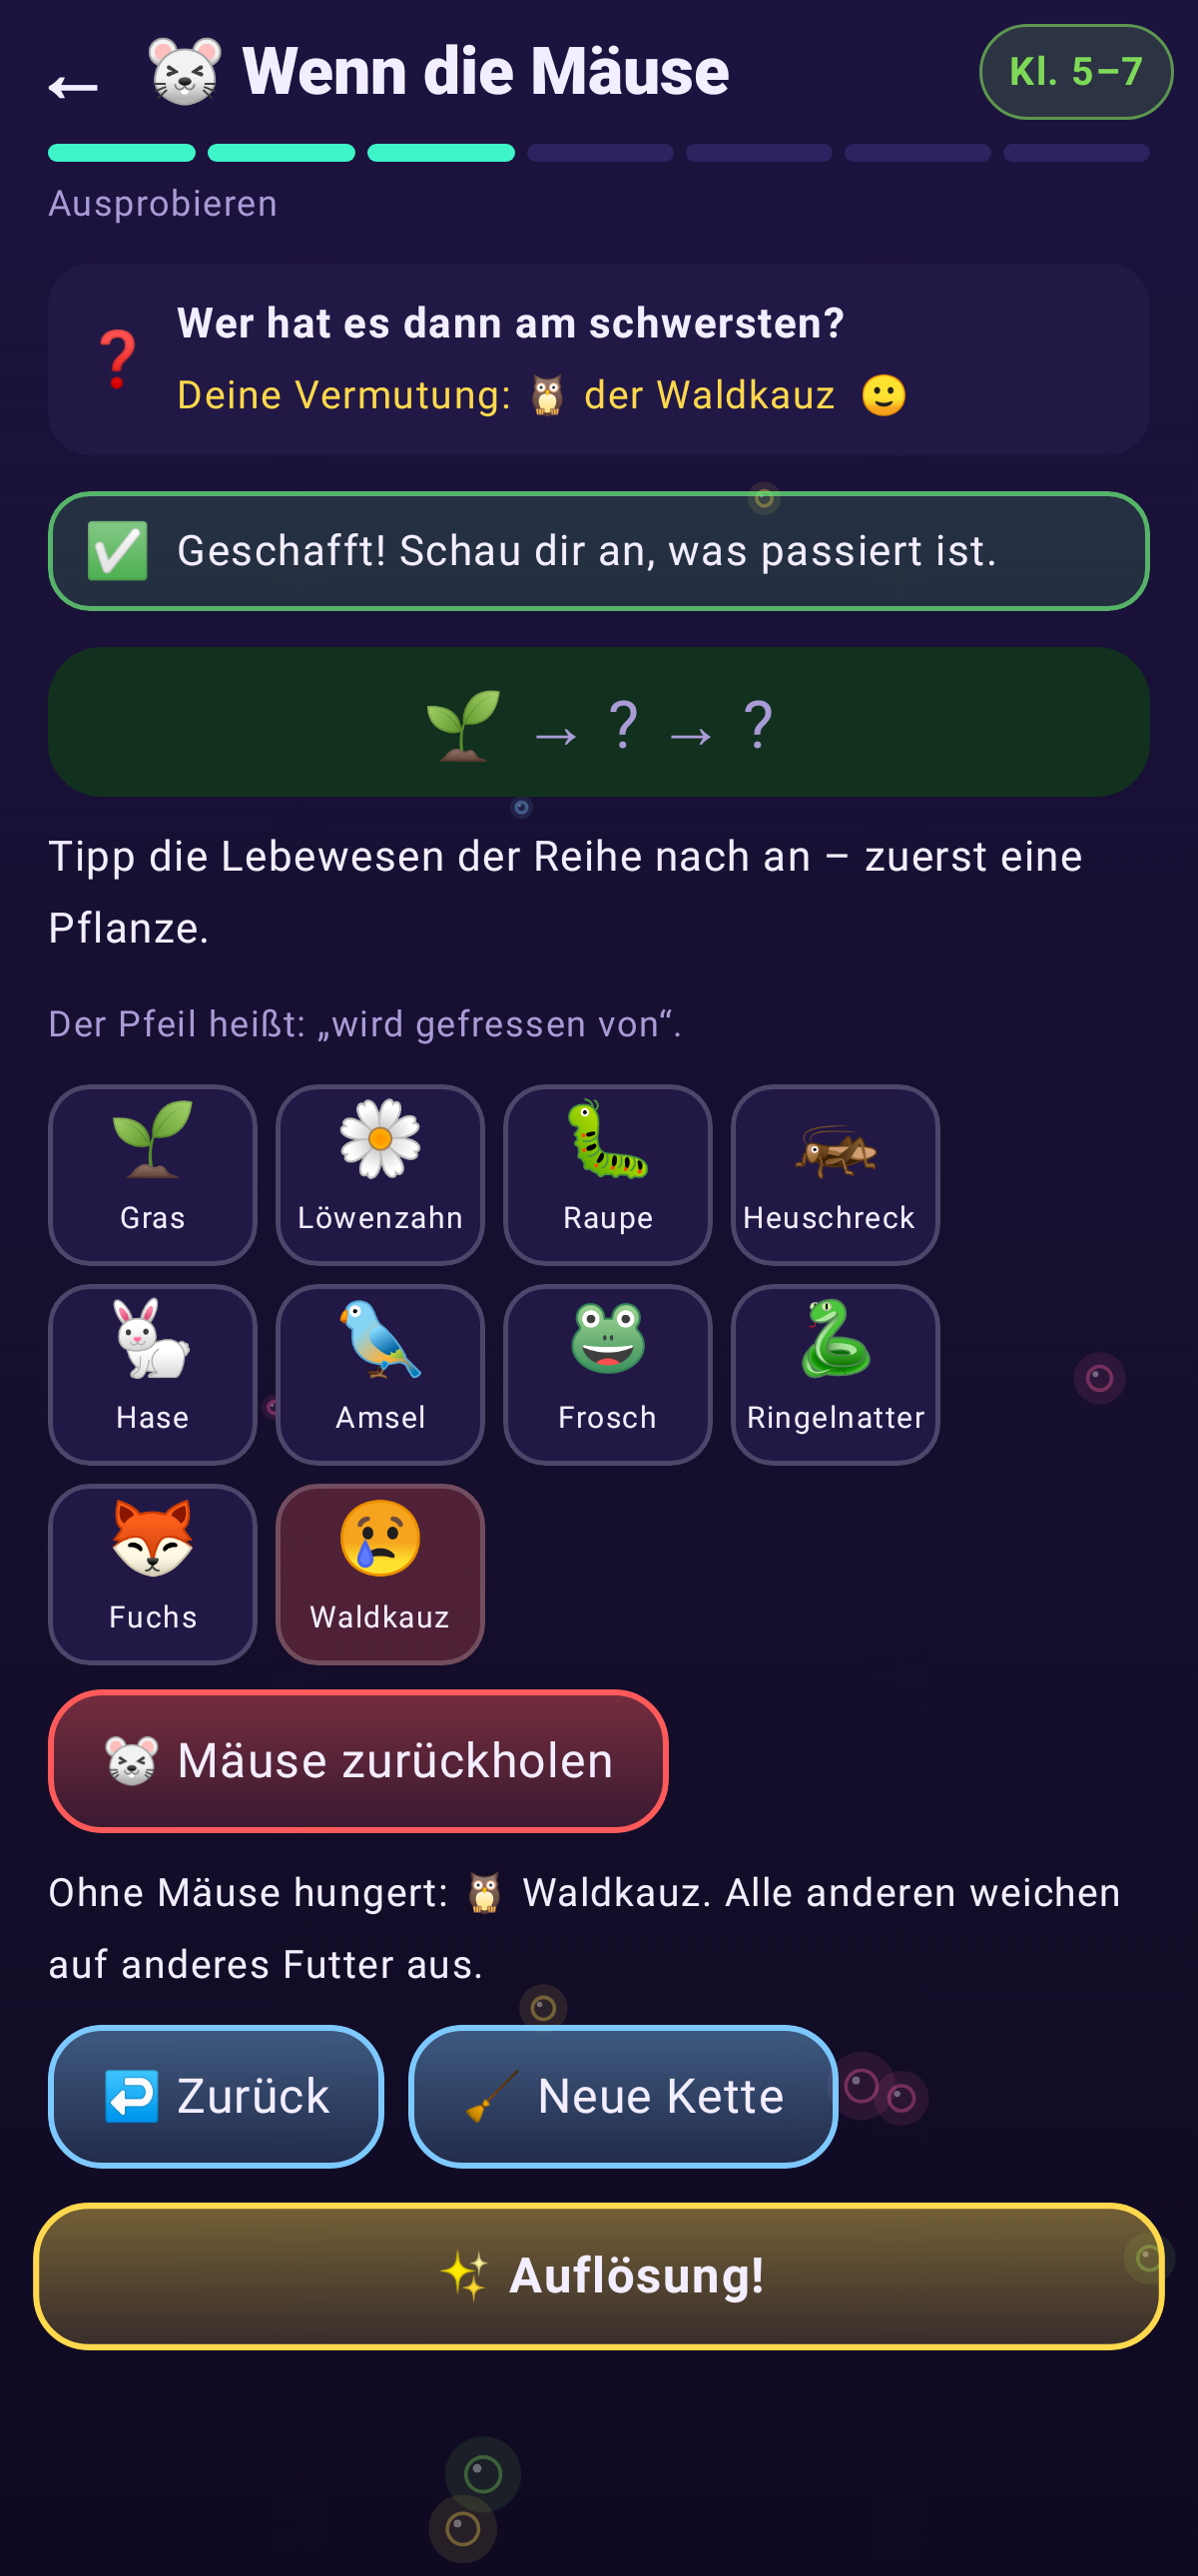 ← 🐭 Wenn die Mäuse
Kl. 5–7
Ausprobieren
❓ Wer hat es dann am schwersten?
Deine Vermutung: 🦉 der Waldkauz 🙂
✅ Geschafft! Schau dir an, was passiert ist.
🌱 → ? → ?
Tipp die Lebewesen der Reihe nach an – zuerst eine
Pflanze.
Der Pfeil heißt: „wird gefressen von“.
Gras
Löwenzahn
Raupe
Heuschreck
Hase
Amsel
Frosch
Ringelnatter
Fuchs
Waldkauz
Mäuse zurückholen
Ohne Mäuse hungert: 🦉 Waldkauz. Alle anderen weichen
auf anderes Futter aus.
↩️ Zurück
🧹 Neue Kette
✨ Auflösung!